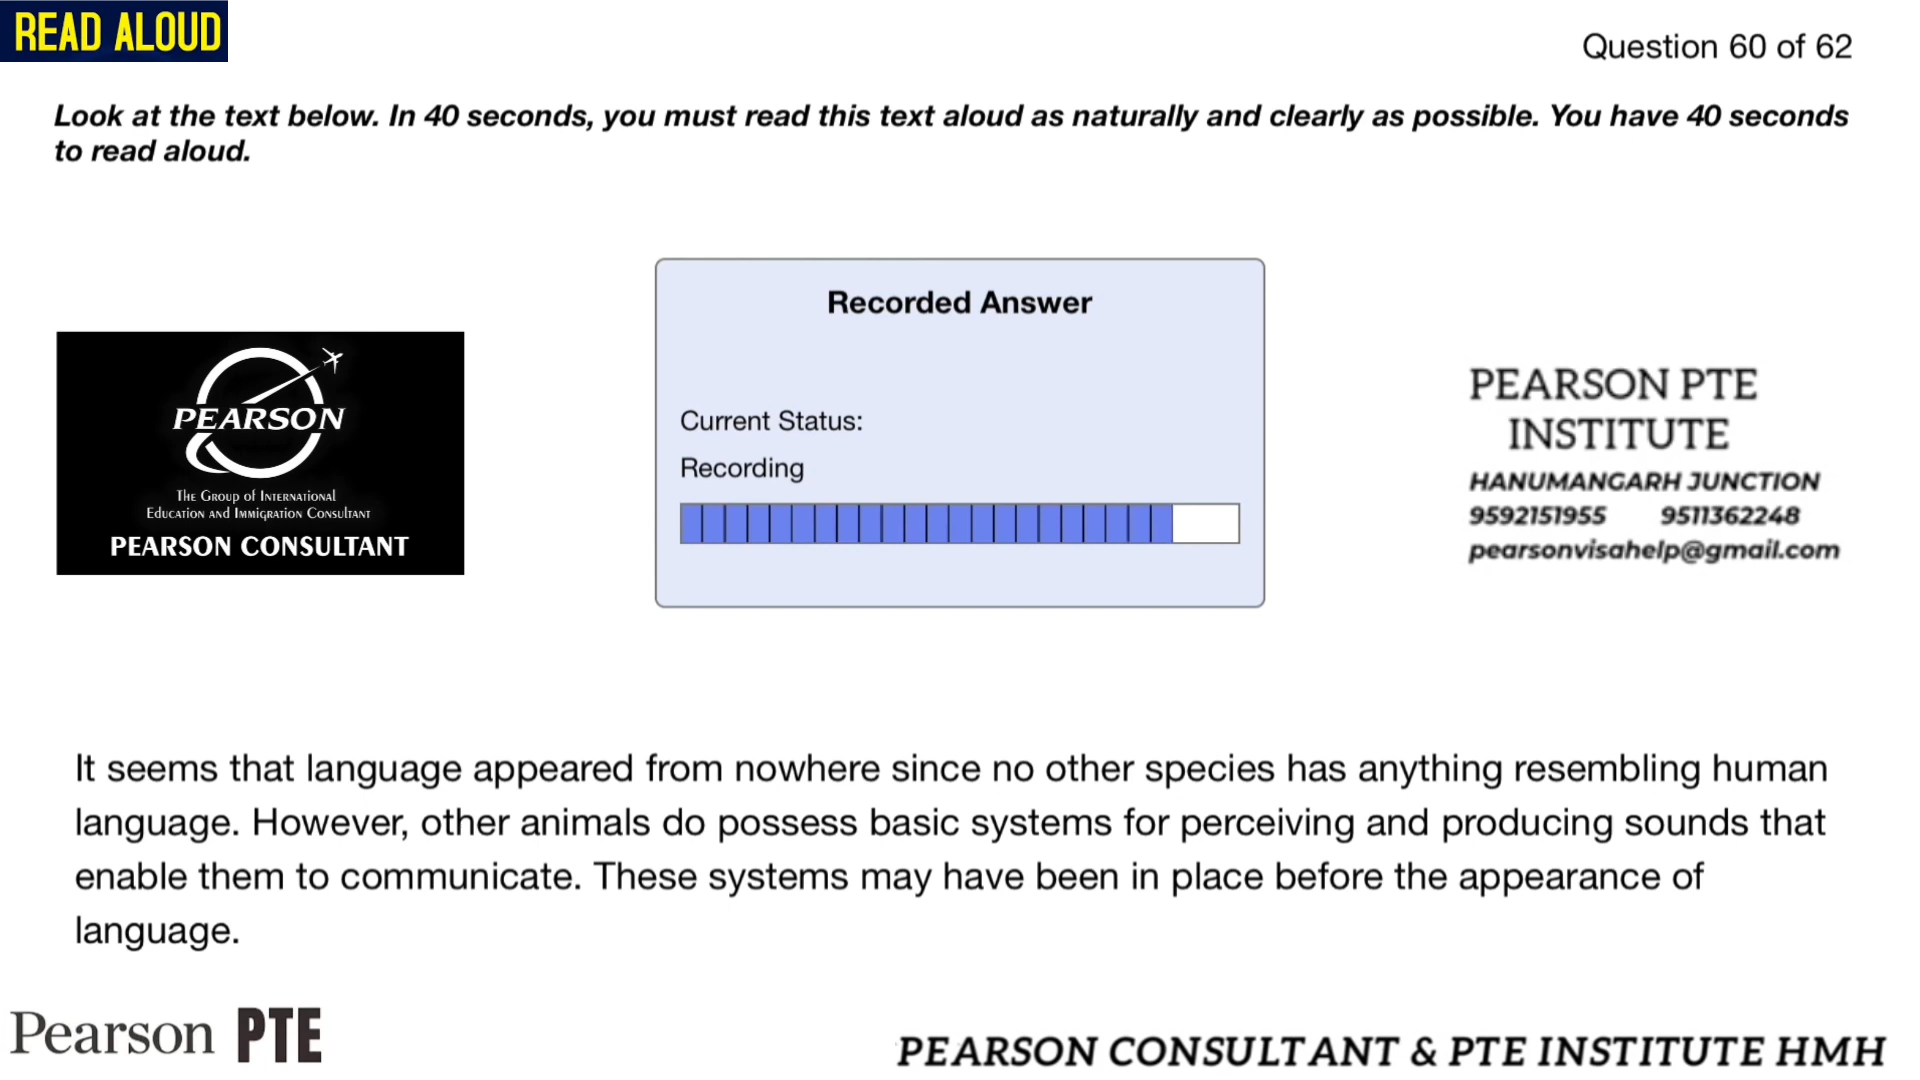 READ ALOUD
Question 60 of 62
Look at the text below. In 40 seconds, you must read this text aloud as naturally and clearly as possible. You have 40 seconds
to read aloud.
Recorded Answer
Current Status:
Recording
PEARSON
The Group of International
Education and Immigration Consultant
PEARSON CONSULTANT
PEARSON PTE
INSTITUTE
HANUMANGARH JUNCTION
9592151955 9511362248
pearsonvisahelp@gmail.com
It seems that language appeared from nowhere since no other species has anything resembling human
language. However, other animals do possess basic systems for perceiving and producing sounds that
enable them to communicate. These systems may have been in place before the appearance of
language.
Pearson PTE
PEARSON CONSULTANT & PTE INSTITUTE HMH